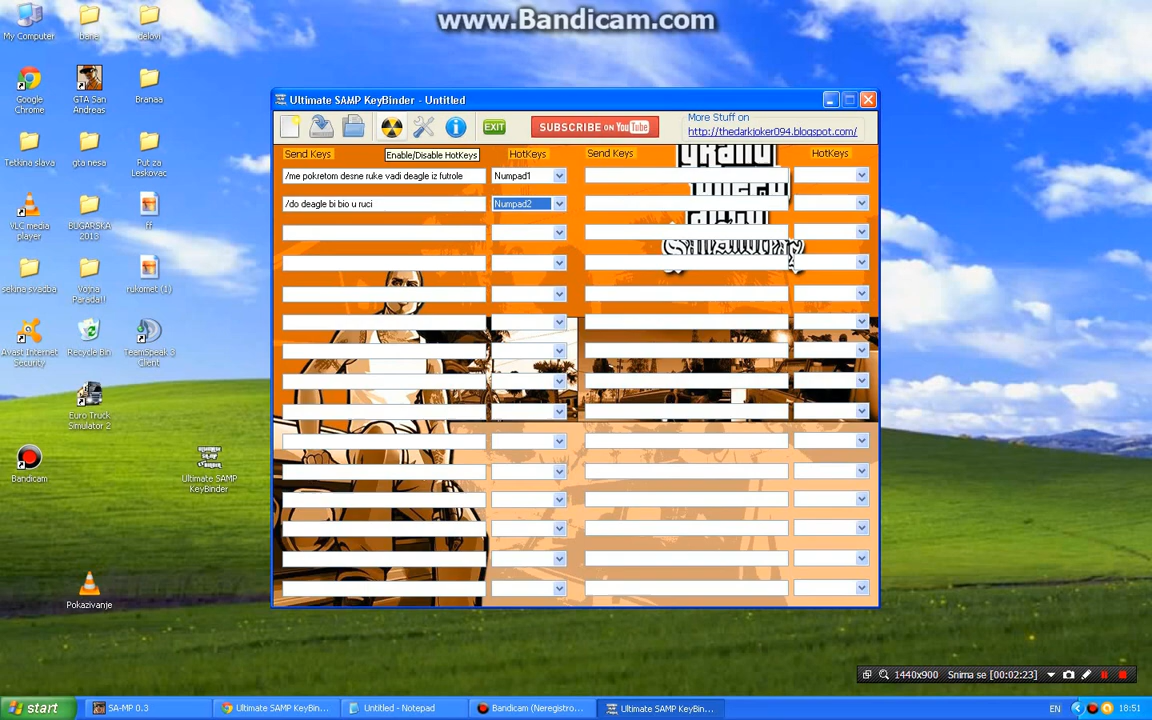 www.Bandicam.com
My Computer
bane
delovi
Google Chrome
GTA San Andreas
Branaa
Tetkina slava
gta nesa
Put za Leskovac
VLC media player
BUGARSKA 2013
ff
sekina svadba
Vojna Parada!!
rukomet (1)
Avast Internet Security
Recycle Bin
TeamSpeak 3 Client
Euro Truck Simulator 2
Bandicam
Ultimate SAMP KeyBinder
Pokazivanje
Ultimate SAMP KeyBinder - Untitled
EXIT
SUBSCRIBE ON YouTube
More Stuff on
http://thedarkjoker094.blogspot.com/
Send Keys
Enable/Disable HotKeys
HotKeys
Send Keys
HotKeys
/me pokretom desne ruke vadi deagle iz futrole
Numpad1
/do deagle bi bio u ruci
Numpad2
1440x900
Snima se [00:02:23]
start
SA-MP 0.3
Ultimate SAMP KeyBin...
Untitled - Notepad
Bandicam (Neregistro...
Ultimate SAMP KeyBin...
EN
18:51